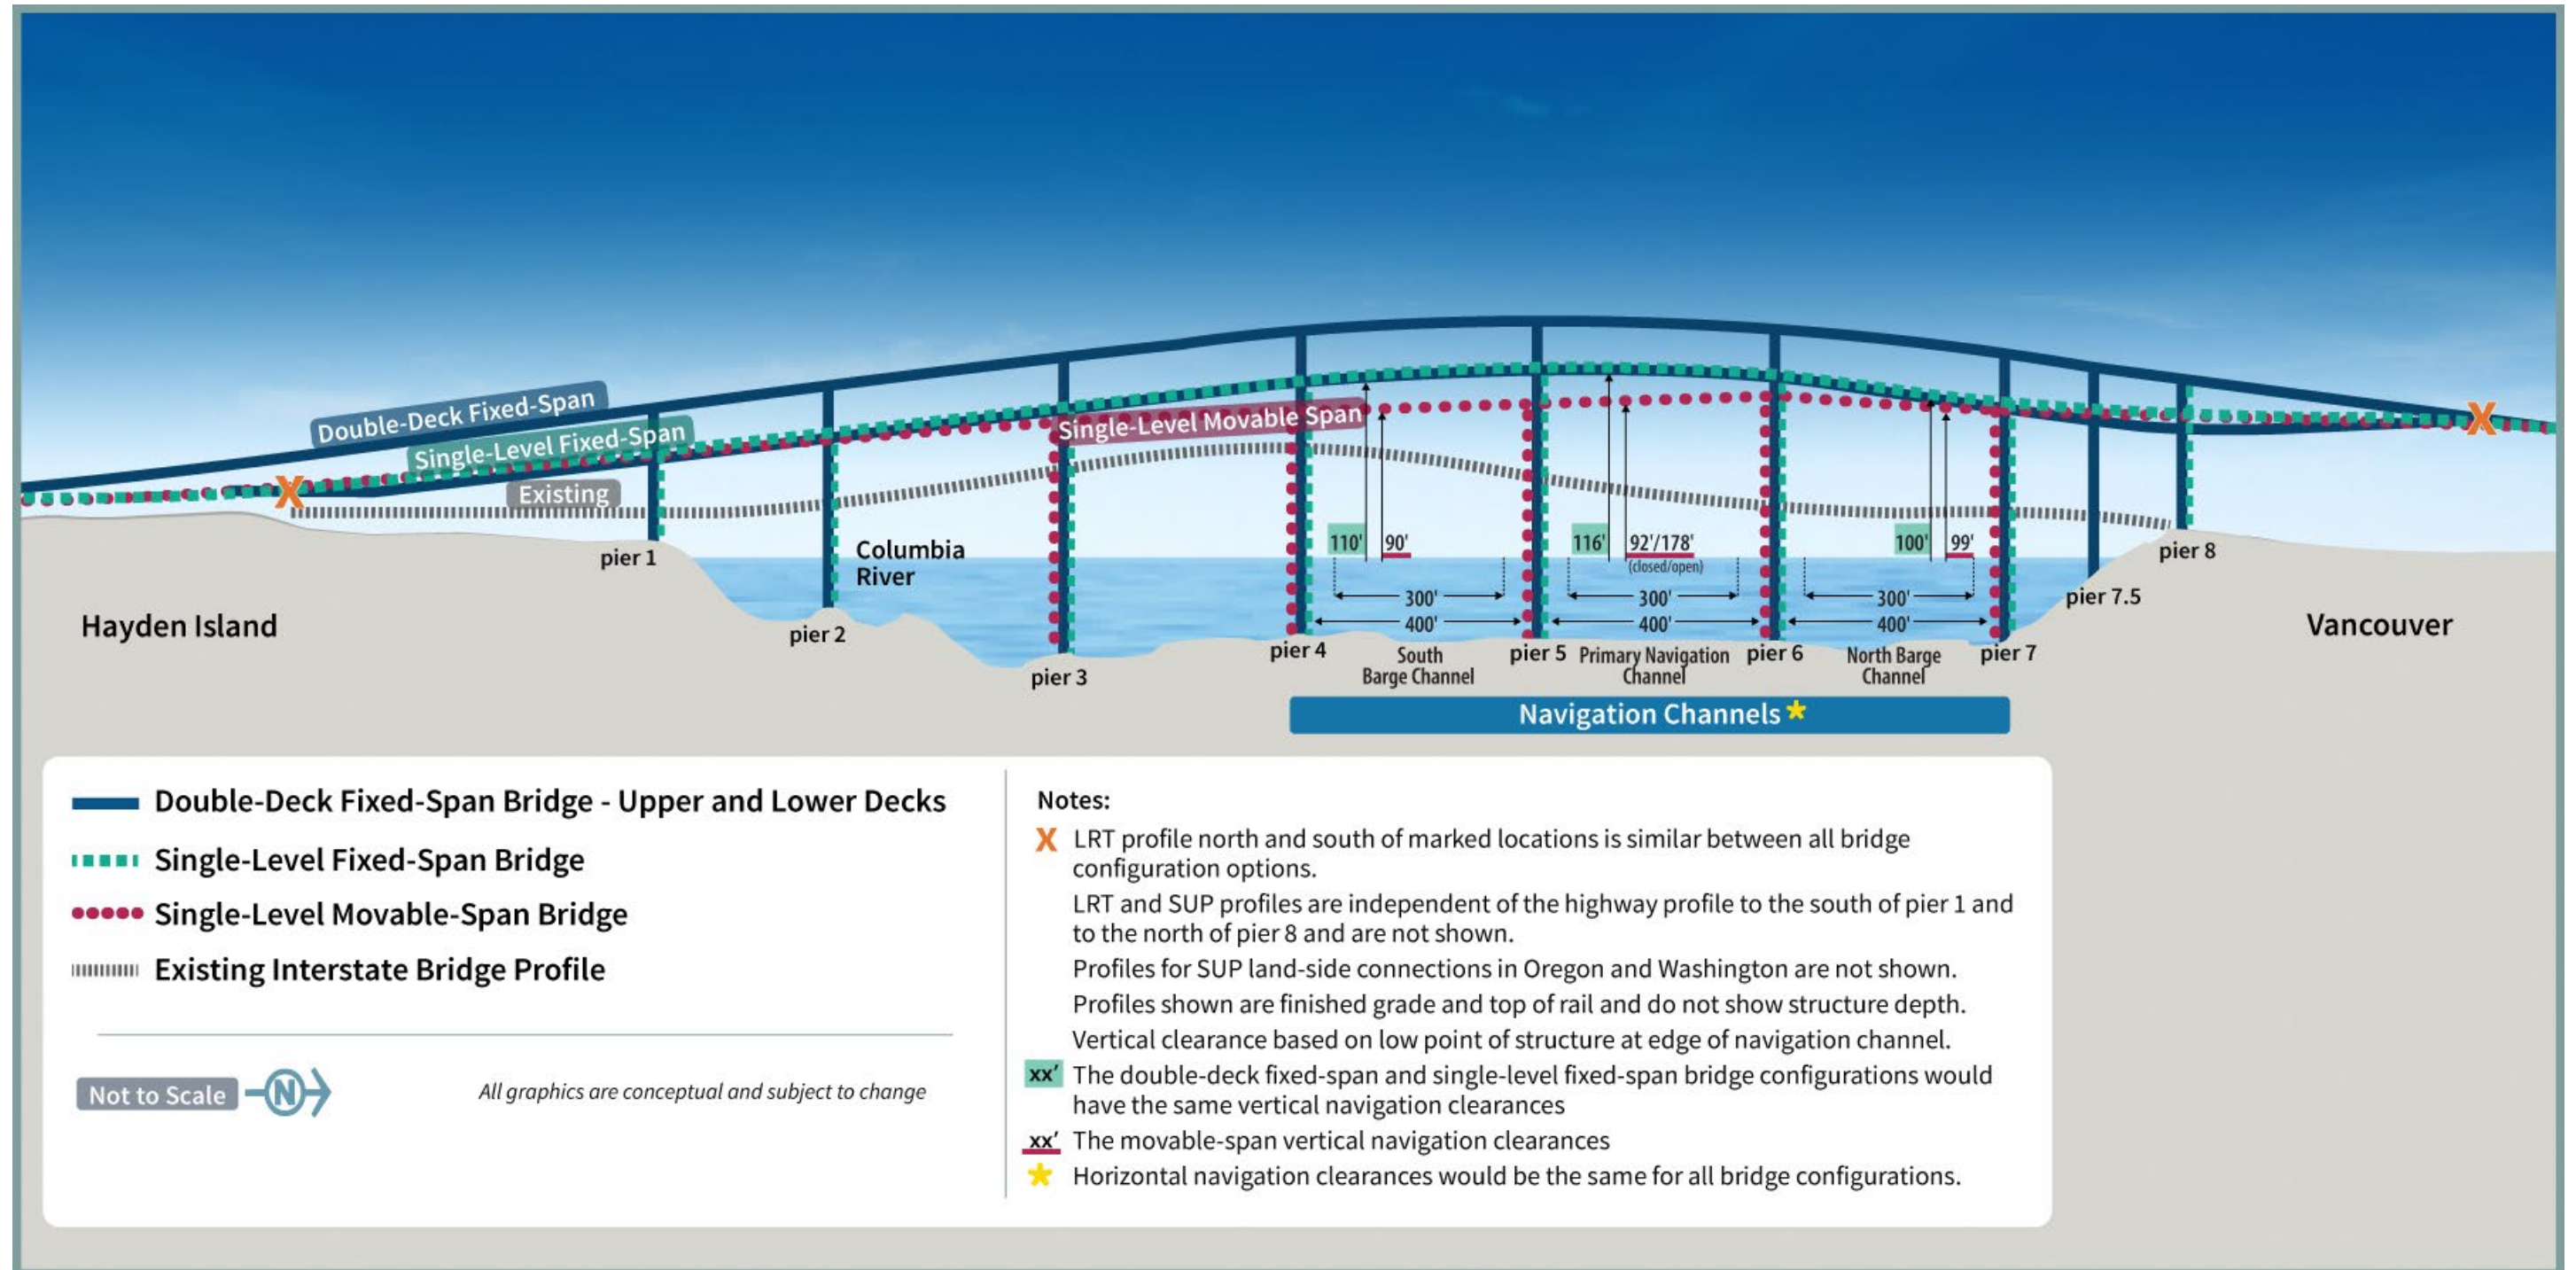 Double-Deck Fixed-Span
Single-Level Fixed-Span
Single-Level Movable Span
X
X
Existing
110'
90'
116'
92'/178'
(closed/open)
100'
99'
Columbia
River
300'
300'
300'
400'
400'
400'
pier 1
pier 2
pier 3
pier 4
pier 5
pier 6
pier 7
pier 7.5
pier 8
Hayden Island
Vancouver
South
Barge Channel
Primary Navigation
Channel
North Barge
Channel
Navigation Channels *
Double-Deck Fixed-Span Bridge - Upper and Lower Decks
Single-Level Fixed-Span Bridge
Single-Level Movable-Span Bridge
Existing Interstate Bridge Profile
Not to Scale
N
All graphics are conceptual and subject to change
Notes:
X LRT profile north and south of marked locations is similar between all bridge
configuration options.
LRT and SUP profiles are independent of the highway profile to the south of pier 1 and
to the north of pier 8 and are not shown.
Profiles for SUP land-side connections in Oregon and Washington are not shown.
Profiles shown are finished grade and top of rail and do not show structure depth.
Vertical clearance based on low point of structure at edge of navigation channel.
xx' The double-deck fixed-span and single-level fixed-span bridge configurations would
have the same vertical navigation clearances
xx' The movable-span vertical navigation clearances
* Horizontal navigation clearances would be the same for all bridge configurations.